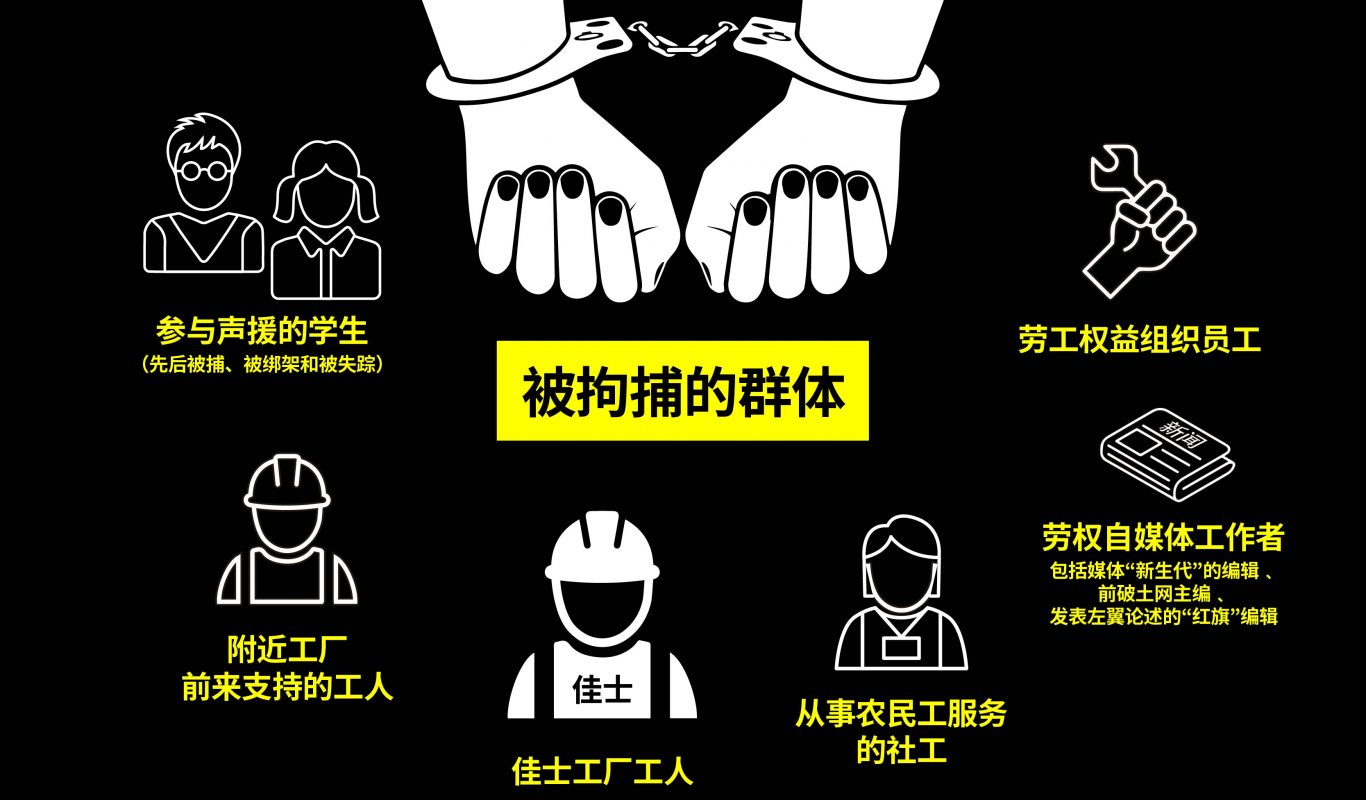 参与声援的学生
（先后被捕、被绑架和被失踪）
被拘捕的群体
劳工权益组织员工
新闻
劳权自媒体工作者
包括媒体“新生代”的编辑、
前破土网主编、
发表左翼论述的“红旗”编辑
附近工厂
前来支持的工人
佳士
佳士工厂工人
从事农民工服务
的社工